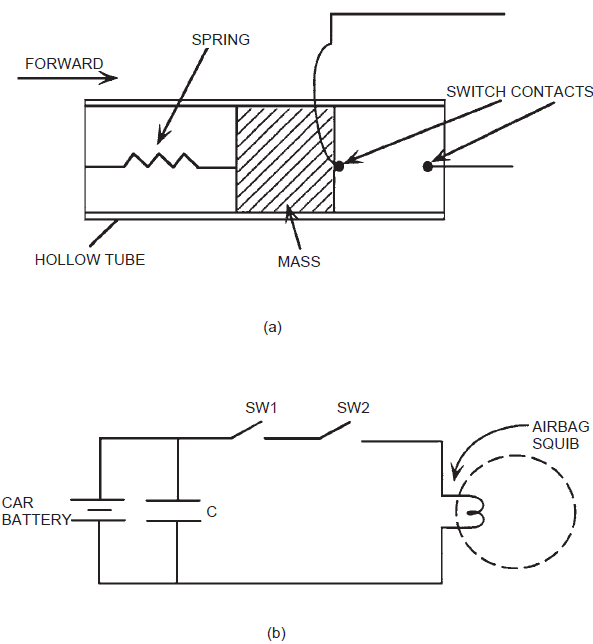 SPRING
FORWARD
SWITCH CONTACTS
HOLLOW TUBE
MASS
(a)
SW1
SW2
AIRBAG
SQUIB
CAR
BATTERY
C
(b)